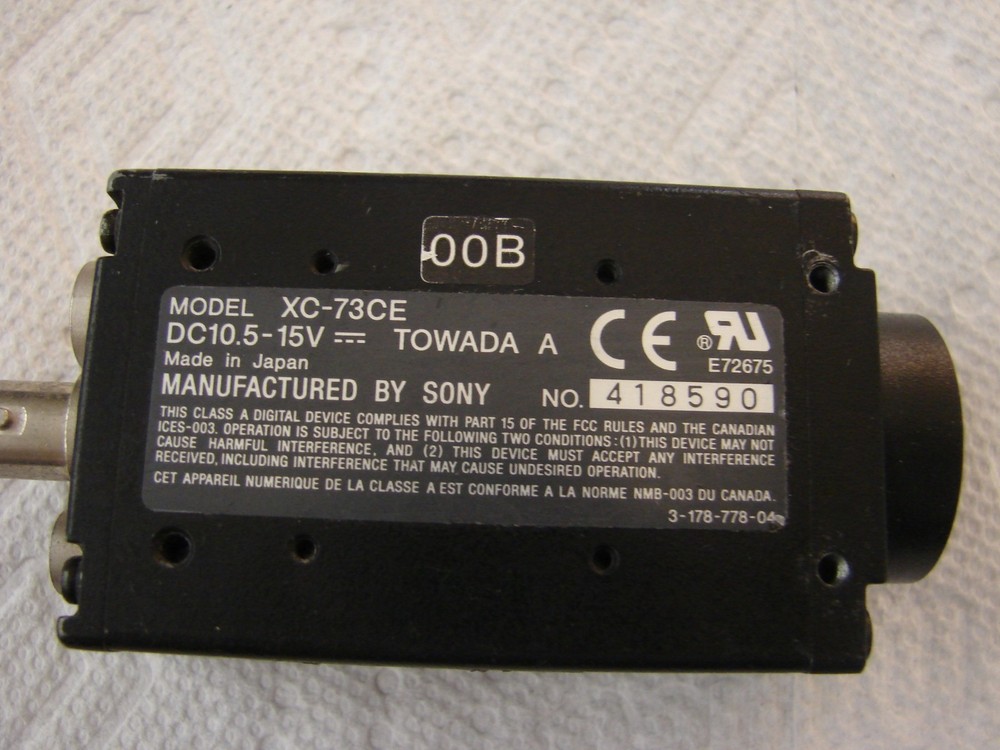 00B
MODEL XC-73CE
DC10.5-15V ⎓ TOWADA A
CE ® RU
E72675
Made in Japan
MANUFACTURED BY SONY NO. 418590
THIS CLASS A DIGITAL DEVICE COMPLIES WITH PART 15 OF THE FCC RULES AND THE CANADIAN
ICES-003. OPERATION IS SUBJECT TO THE FOLLOWING TWO CONDITIONS: (1) THIS DEVICE MAY NOT
CAUSE HARMFUL INTERFERENCE, AND (2) THIS DEVICE MUST ACCEPT ANY INTERFERENCE
RECEIVED, INCLUDING INTERFERENCE THAT MAY CAUSE UNDESIRED OPERATION.
CET APPAREIL NUMERIQUE DE LA CLASSE A EST CONFORME A LA NORME NMB-003 DU CANADA.
3-178-778-04